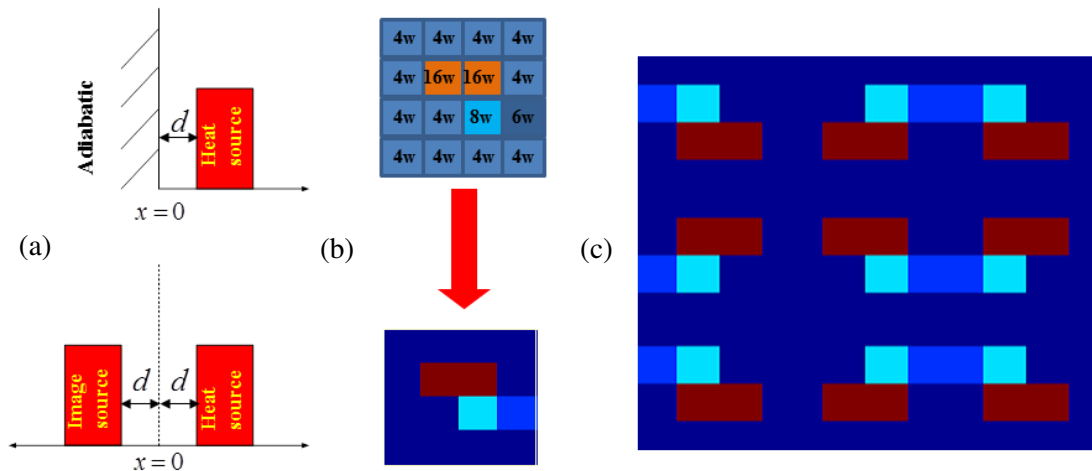 Adiabatic
d
Heat
source
x = 0
(a)
Image
source
d
d
Heat
source
x = 0
4w 4w 4w 4w
4w 16w 16w 4w
4w 4w 8w 6w
4w 4w 4w 4w
(b)
(c)